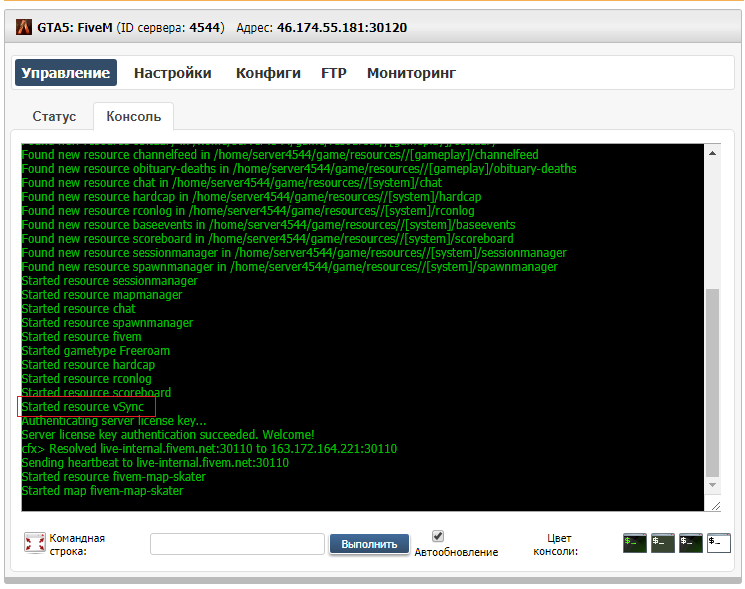 GTA5: FiveM (ID сервера: 4544) Адрес: 46.174.55.181:30120
Управление Настройки Конфиги FTP Мониторинг
Статус Консоль
Found new resource channelfeed in /home/server4544/game/resources//[gameplay]/channelfeed
Found new resource obituary-deaths in /home/server4544/game/resources//[gameplay]/obituary-deaths
Found new resource chat in /home/server4544/game/resources//[system]/chat
Found new resource hardcap in /home/server4544/game/resources//[system]/hardcap
Found new resource rconlog in /home/server4544/game/resources//[system]/rconlog
Found new resource baseevents in /home/server4544/game/resources//[system]/baseevents
Found new resource scoreboard in /home/server4544/game/resources//[system]/scoreboard
Found new resource sessionmanager in /home/server4544/game/resources//[system]/sessionmanager
Found new resource spawnmanager in /home/server4544/game/resources//[system]/spawnmanager
Started resource sessionmanager
Started resource mapmanager
Started resource chat
Started resource spawnmanager
Started resource fivem
Started gametype Freeroam
Started resource hardcap
Started resource rconlog
Started resource scoreboard
Started resource vSync
Authenticating server license key...
Server license key authentication succeeded. Welcome!
cfx> Resolved live-internal.fivem.net:30110 to 163.172.164.221:30110
Sending heartbeat to live-internal.fivem.net:30110
Started resource fivem-map-skater
Started map fivem-map-skater
Командная
строка:
Выполнить
Автообновление
Цвет
консоли:
$_ $_ $_ $_